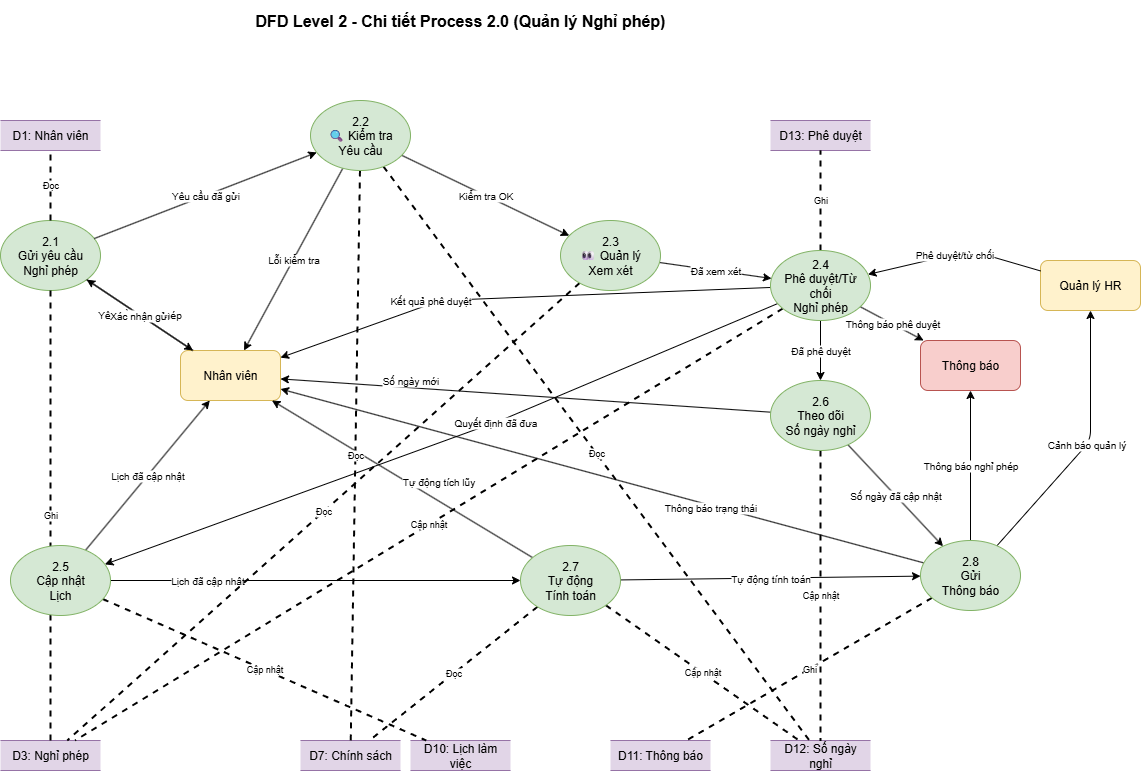 DFD Level 2 - Chi tiết Process 2.0 (Quản lý Nghỉ phép)
2.2
Kiểm tra
Yêu cầu
D1: Nhân viên
D13: Phê duyệt
Đọc
Yêu cầu đã gửi
Kiểm tra OK
Ghi
2.1
Gửi yêu cầu
Nghỉ phép
2.3
Quản lý
Xem xét
2.4
Phê duyệt/Từ
chối
Nghỉ phép
Phê duyệt/từ chối
Quản lý HR
Lỗi kiểm tra
Đã xem xét
Kết quả phê duyệt
Xác nhận gửi
Thông báo phê duyệt
Nhân viên
Đã phê duyệt
Thông báo
Số ngày mới
2.6
Theo dõi
Số ngày nghỉ
Quyết định đã đưa
Cảnh báo quản lý
Đọc
Đọc
Thông báo nghỉ phép
Lịch đã cập nhật
Tự động tích lũy
Số ngày đã cập nhật
Ghi
Đọc
Cập nhật
Thông báo trạng thái
2.5
Cập nhật
Lịch
Lịch đã cập nhật
2.7
Tự động
Tính toán
Tự động tính toán
2.8
Gửi
Thông báo
Cập nhật
Cập nhật
Đọc
Cập nhật
Ghi
D3: Nghỉ phép
D7: Chính sách
D10: Lịch làm
việc
D11: Thông báo
D12: Số ngày
nghỉ